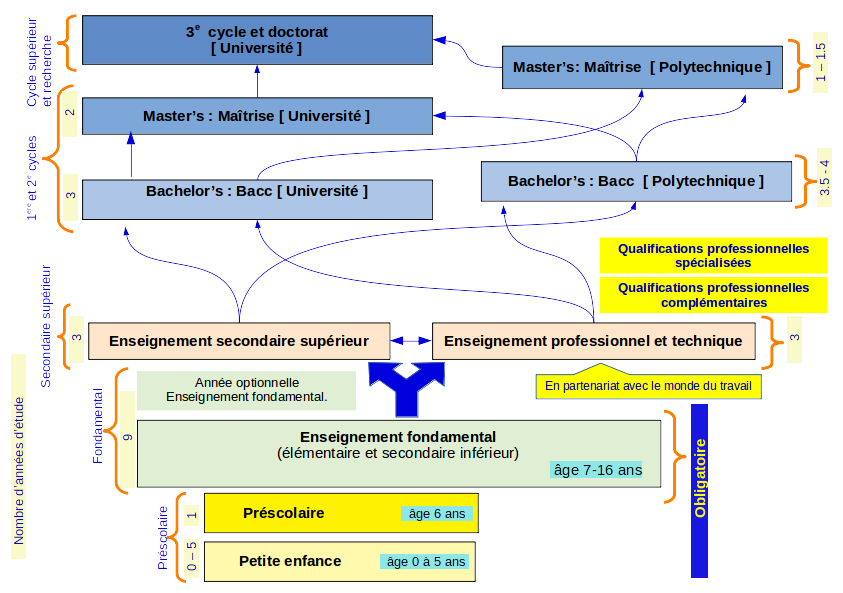 Cycle supérieur
et recherche
3e cycle et doctorat
[ Université ]
Master's: Maîtrise [ Polytechnique ]
1 – 1.5
2
Master's : Maîtrise [ Université ]
1ere et 2e cycles
3
Bachelor's : Bacc [ Université ]
Bachelor's : Bacc [ Polytechnique ]
3.5 - 4
Qualifications professionnelles
spécialisées
Qualifications professionnelles
complémentaires
Secondaire supérieur
3
Enseignement secondaire supérieur
Enseignement professionnel et technique
3
Année optionnelle
Enseignement fondamental.
En partenariat avec le monde du travail
Fondamental
9
Enseignement fondamental
(élémentaire et secondaire inférieur)
âge 7-16 ans
Obligatoire
Nombre d'années d'étude
Préscolaire
1
Préscolaire
âge 6 ans
0 – 5
Petite enfance
âge 0 à 5 ans